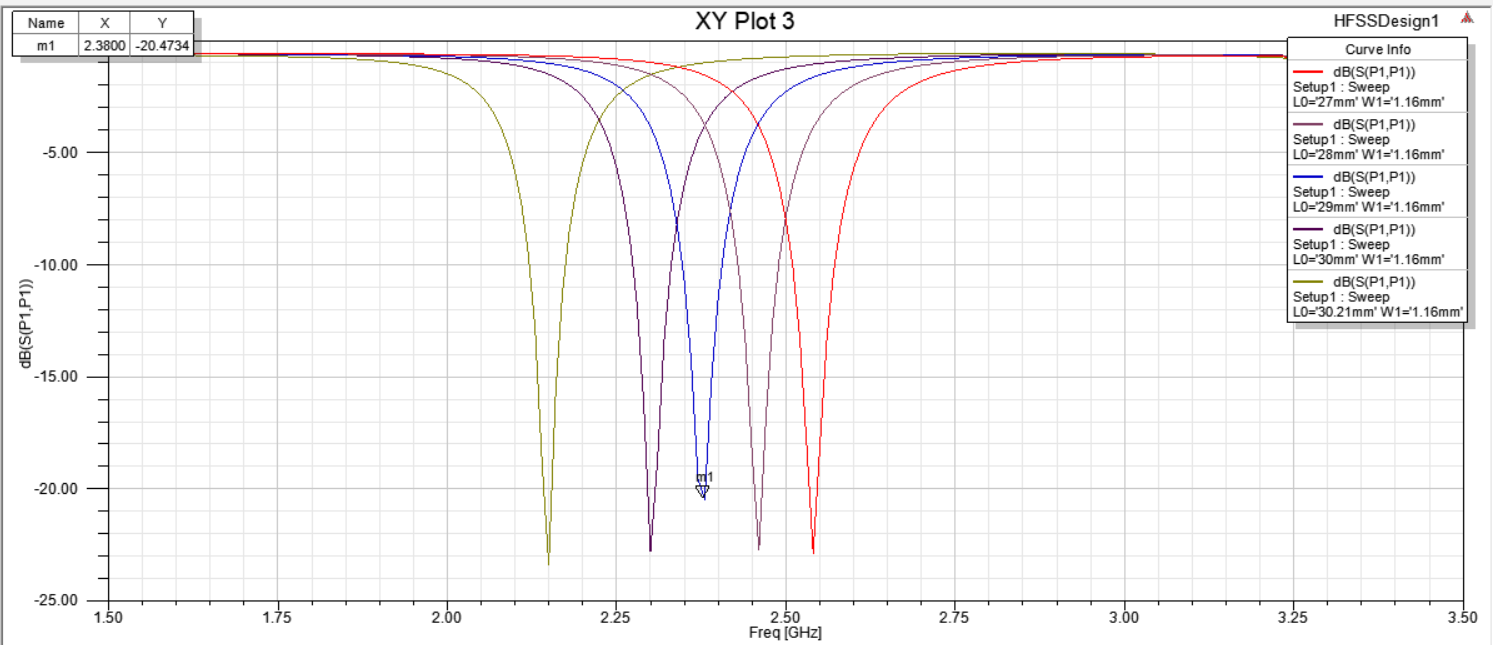 XY Plot 3
HFSSDesign1
Name X Y
m1 2.3800 -20.4734
Curve Info
dB(S(P1,P1))
Setup1 : Sweep
L0='27mm' W1='1.16mm'
dB(S(P1,P1))
Setup1 : Sweep
L0='28mm' W1='1.16mm'
dB(S(P1,P1))
Setup1 : Sweep
L0='29mm' W1='1.16mm'
dB(S(P1,P1))
Setup1 : Sweep
L0='30mm' W1='1.16mm'
dB(S(P1,P1))
Setup1 : Sweep
L0='30.21mm' W1='1.16mm'
dB(S(P1,P1))
-5.00
-10.00
-15.00
-20.00
-25.00
m1
1.50 1.75 2.00 2.25 2.50 2.75 3.00 3.25 3.50
Freq [GHz]